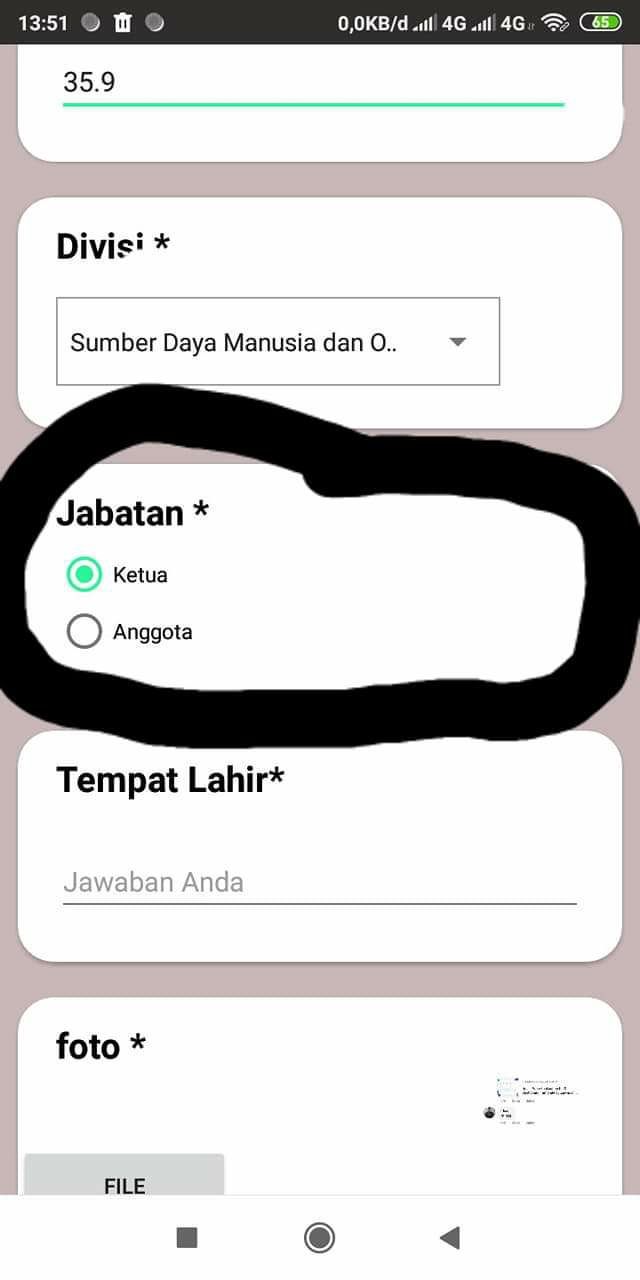 13:51 0,0KB/d 4G 4G 65
35.9
Divisi *
Sumber Daya Manusia dan O..
Jabatan *
Ketua
Anggota
Tempat Lahir*
Jawaban Anda
foto *
FILE